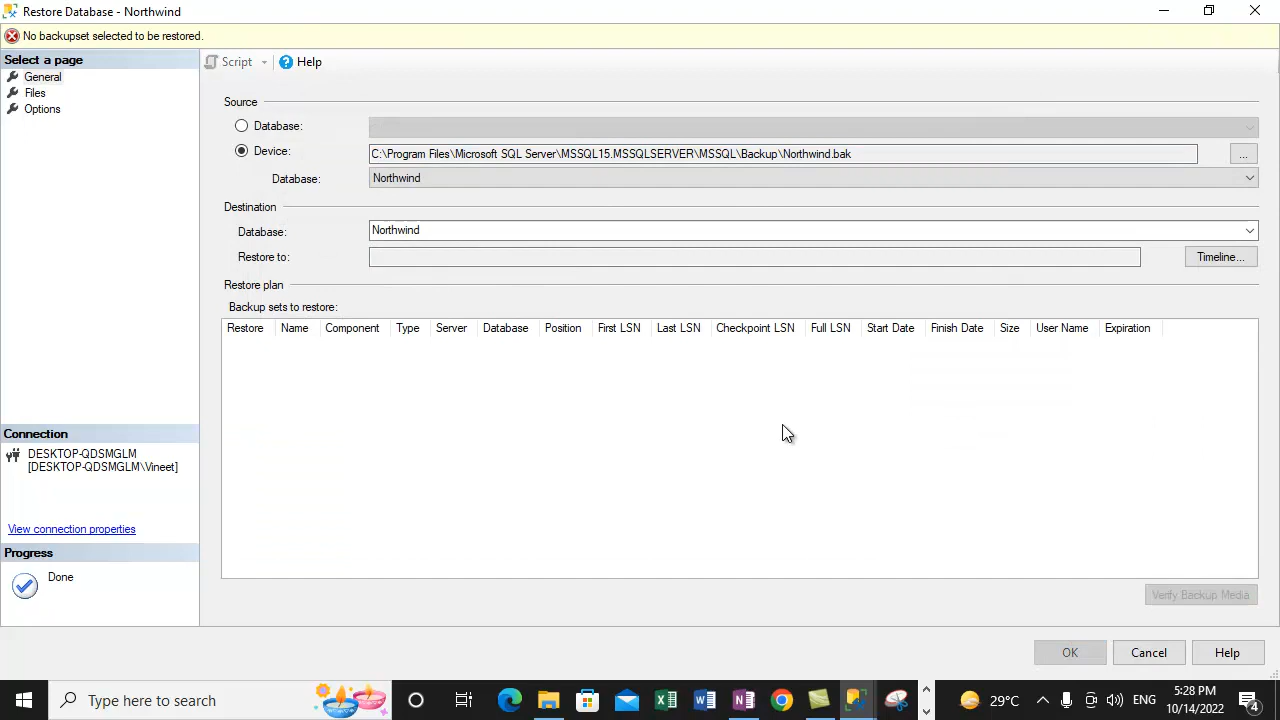 Restore Database - Northwind
No backupset selected to be restored.
Select a page
General
Files
Options
Script
Help
Source
Database:
Device:
C:\Program Files\Microsoft SQL Server\MSSQL15.MSSQLSERVER\MSSQL\Backup\Northwind.bak
...
Database:
Northwind
Destination
Database:
Northwind
Restore to:
Timeline...
Restore plan
Backup sets to restore:
Restore Name Component Type Server Database Position First LSN Last LSN Checkpoint LSN Full LSN Start Date Finish Date Size User Name Expiration
Connection
DESKTOP-QDSMGLM
[DESKTOP-QDSMGLM\Vineet]
View connection properties
Progress
Done
Verify Backup Media
OK Cancel Help
Type here to search
29°C
ENG
5:28 PM
10/14/2022
4